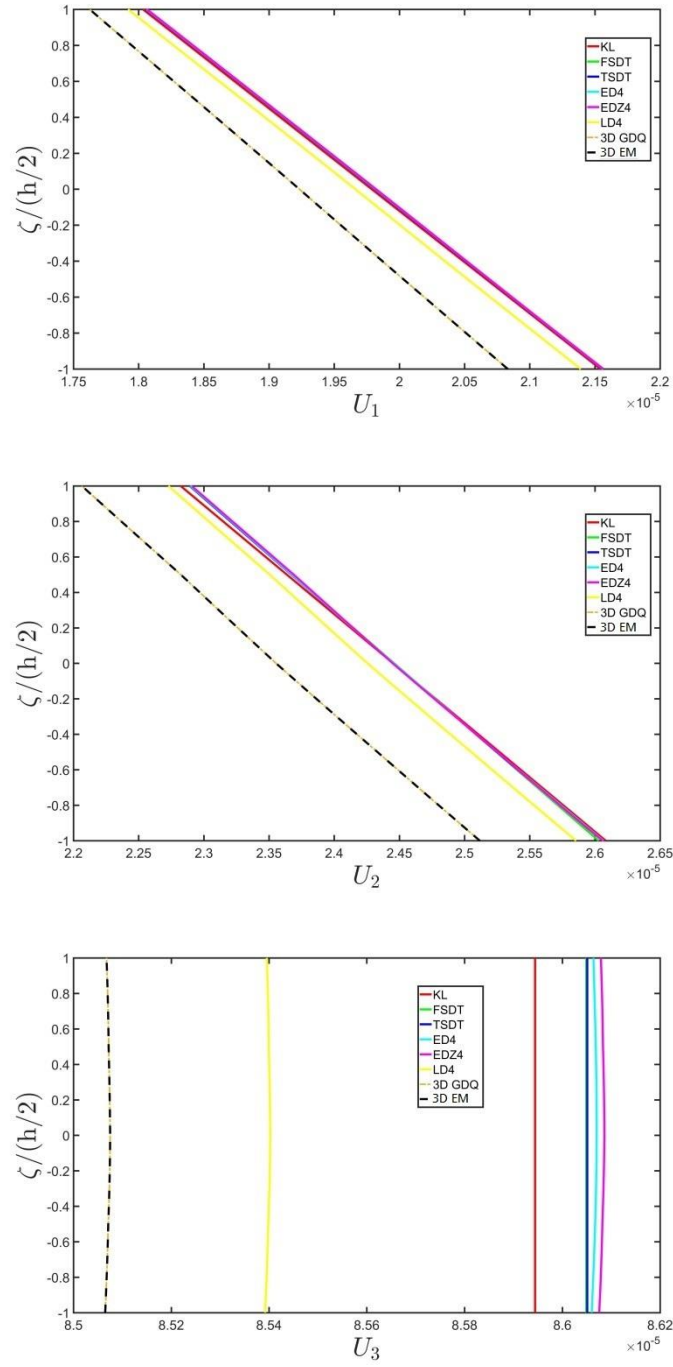 1
0.8
0.6
0.4
0.2
0
-0.2
-0.4
-0.6
-0.8
-1
ζ/(h/2)
KL
FSDT
TSDT
ED4
EDZ4
LD4
3D GDQ
3D EM
1.75 1.8 1.85 1.9 1.95 2 2.05 2.1 2.15 2.2
U₁ ×10⁻⁵
1
0.8
0.6
0.4
0.2
0
-0.2
-0.4
-0.6
-0.8
-1
ζ/(h/2)
KL
FSDT
TSDT
ED4
EDZ4
LD4
3D GDQ
3D EM
2.2 2.25 2.3 2.35 2.4 2.45 2.5 2.55 2.6 2.65
U₂ ×10⁻⁵
1
0.8
0.6
0.4
0.2
0
-0.2
-0.4
-0.6
-0.8
-1
ζ/(h/2)
KL
FSDT
TSDT
ED4
EDZ4
LD4
3D GDQ
3D EM
8.5 8.52 8.54 8.56 8.58 8.6 8.62
U₃ ×10⁻⁵